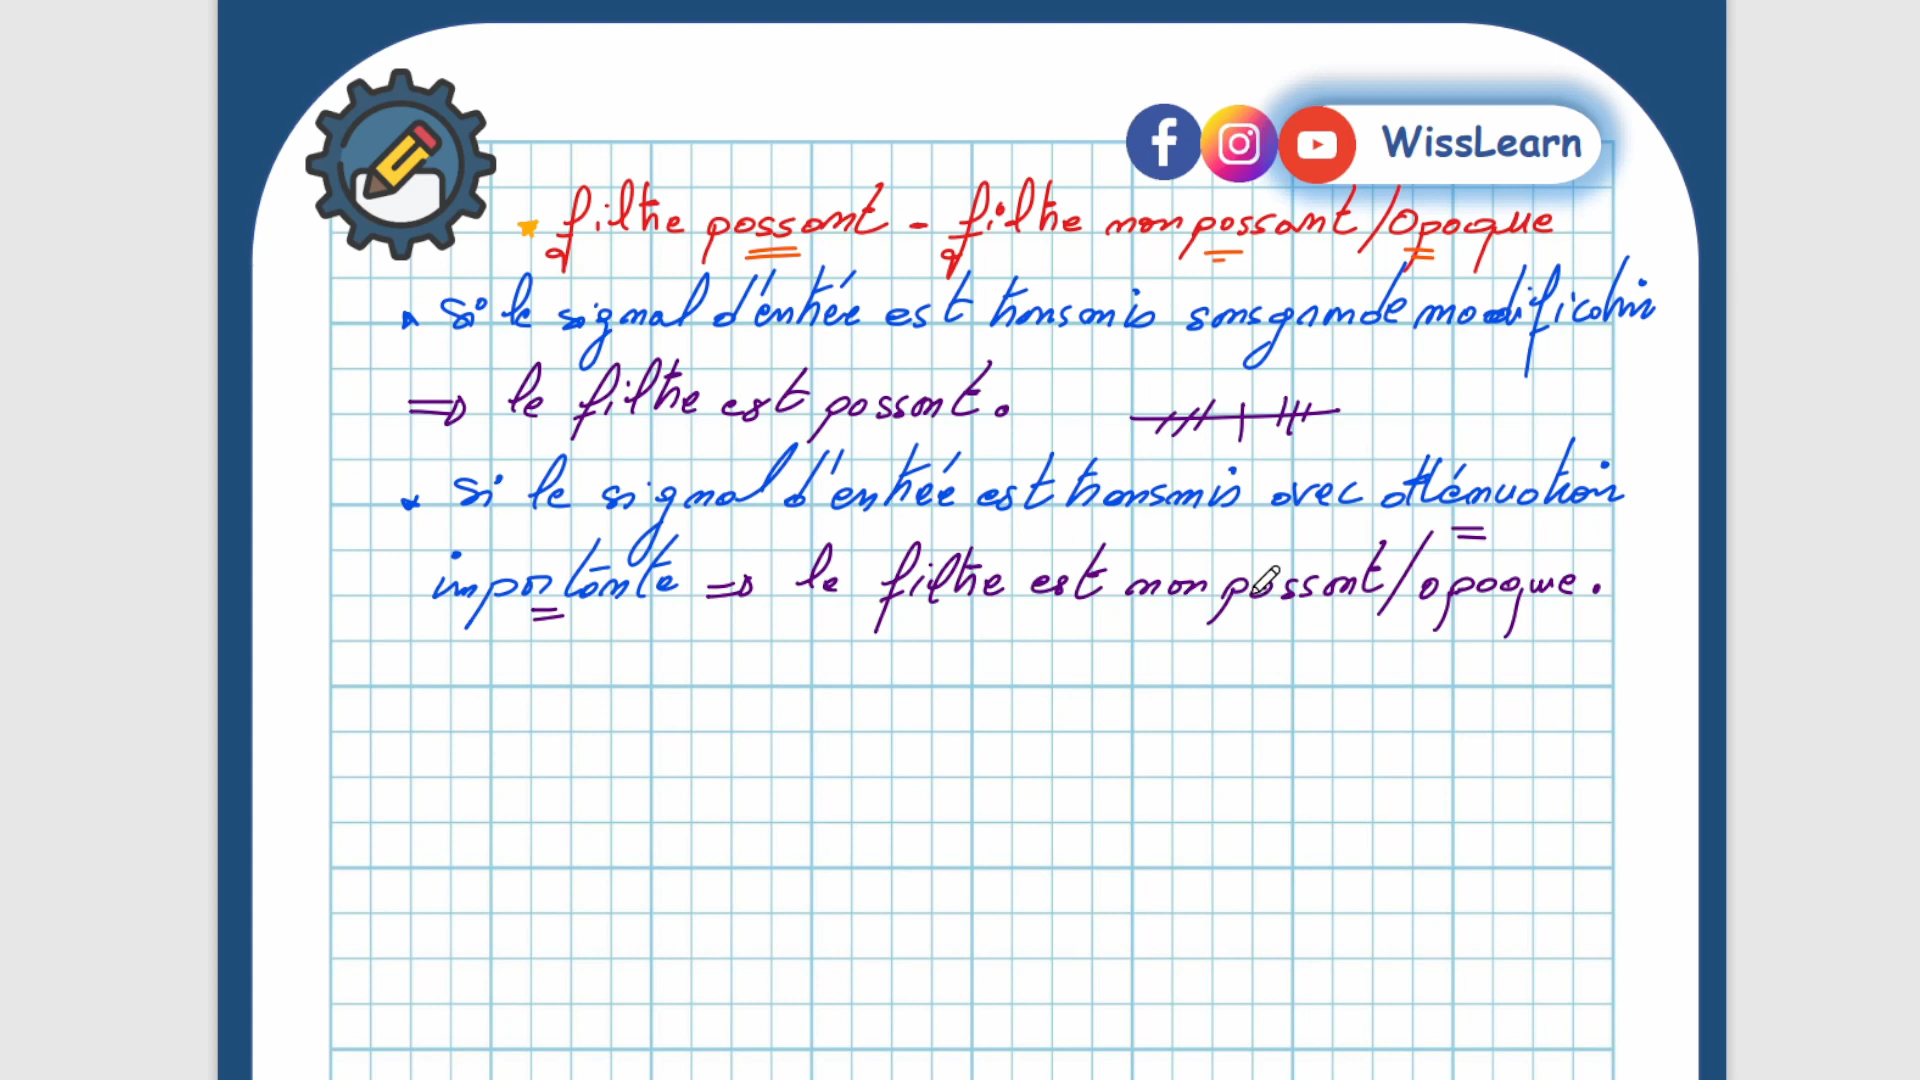 WissLearn
filtre passant - filtre non passant/opaque
si le signal d'entrée est transmis sans grande modification
⇒ le filtre est passant.
si le signal d'entrée est transmis avec atténuation
importante ⇒ le filtre est non passant/opaque.